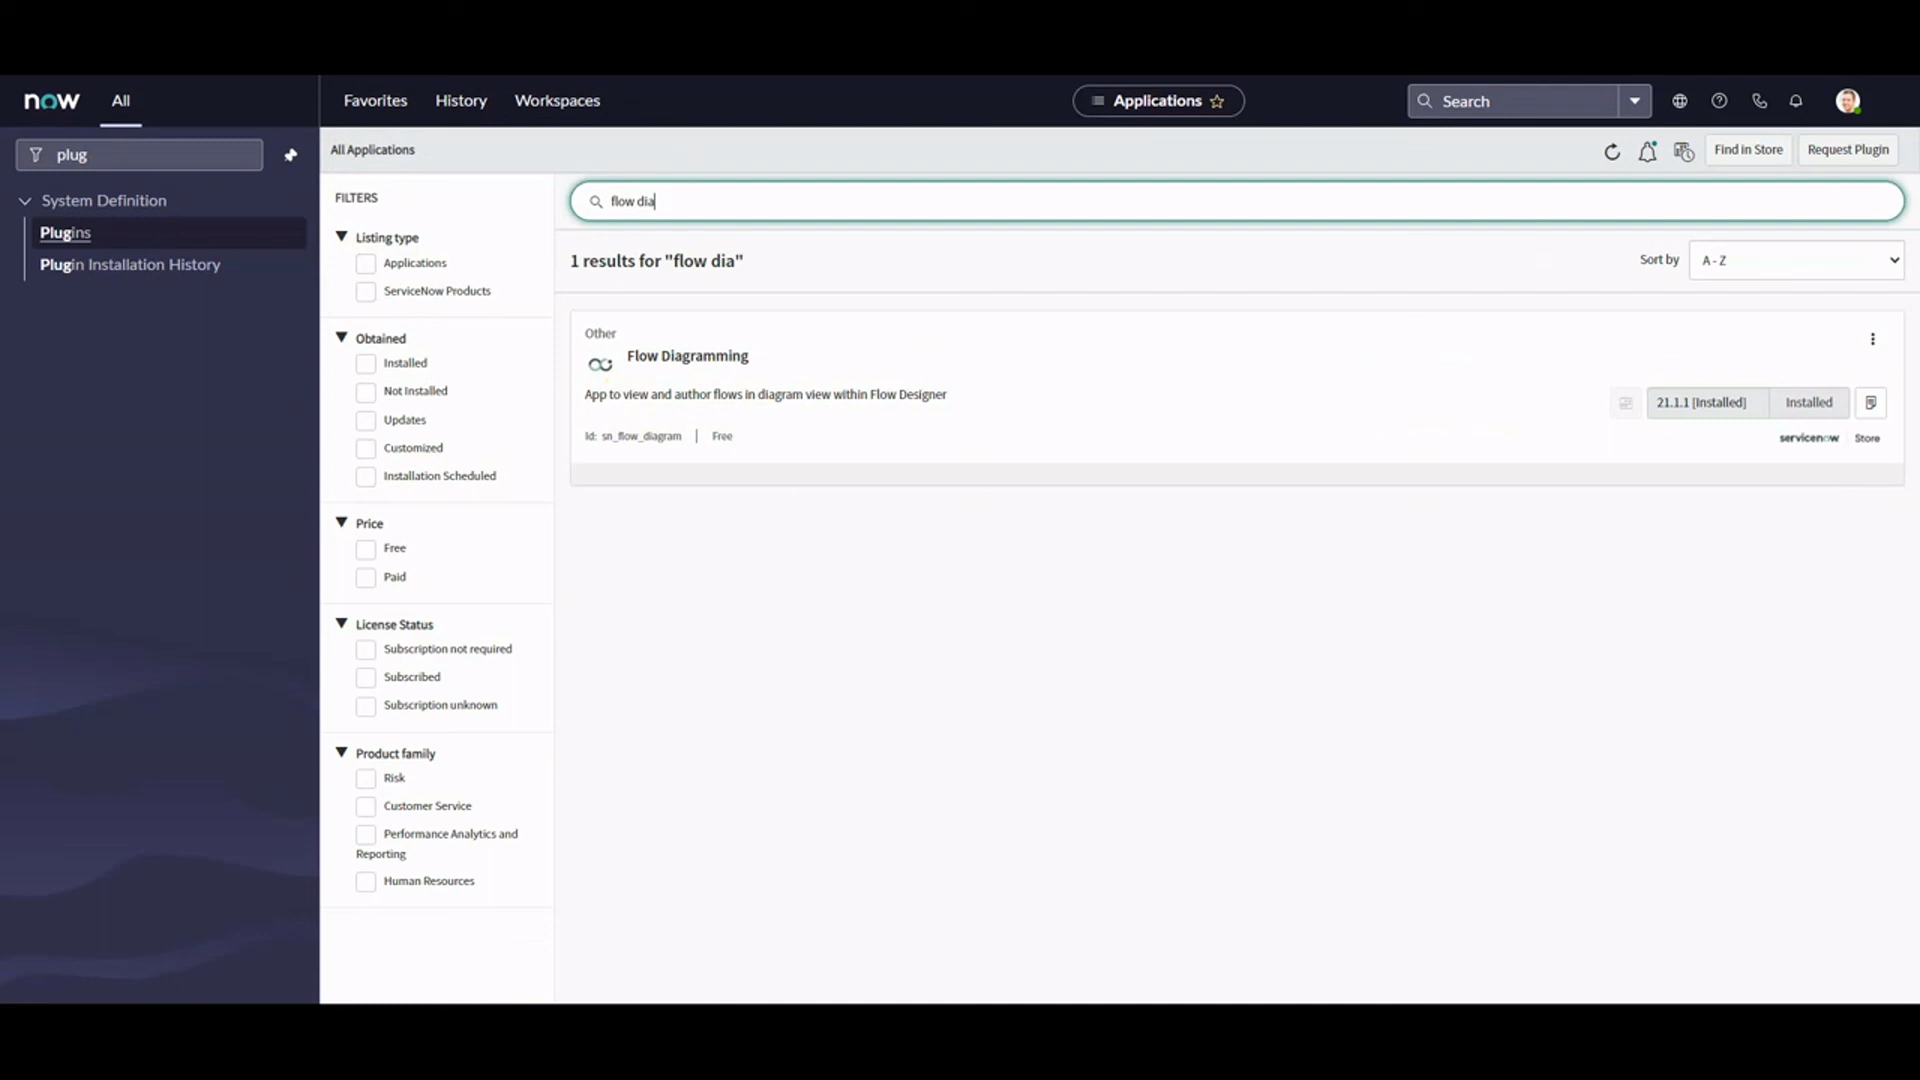 now
All
Favorites
History
Workspaces
Applications
Search
plug
System Definition
Plugins
Plugin Installation History
All Applications
Find in Store
Request Plugin
FILTERS
Listing type
Applications
ServiceNow Products
Obtained
Installed
Not Installed
Updates
Customized
Installation Scheduled
Price
Free
Paid
License Status
Subscription not required
Subscribed
Subscription unknown
Product family
Risk
Customer Service
Performance Analytics and
Reporting
Human Resources
flow dia
1 results for "flow dia"
Sort by
A - Z
Other
Flow Diagramming
App to view and author flows in diagram view within Flow Designer
21.1.1 [Installed]
Installed
Id: sn_flow_diagram | Free
servicenow Store